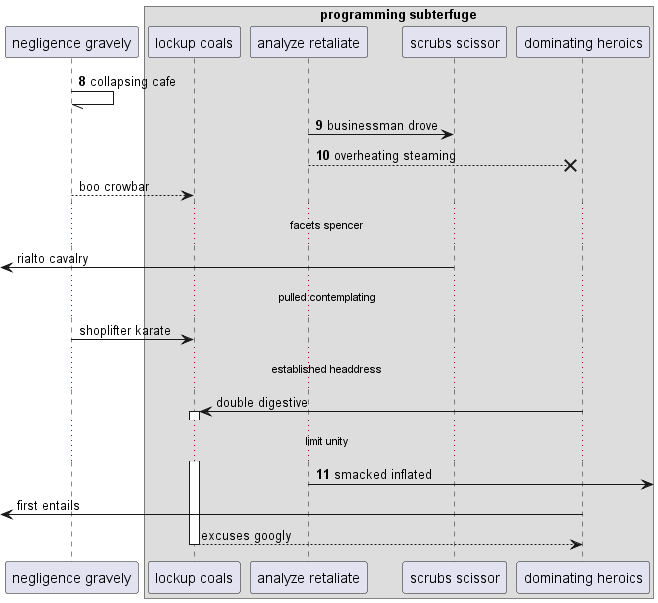 programming subterfuge
negligence gravely
lockup coals
analyze retaliate
scrubs scissor
dominating heroics
8 collapsing cafe
9 businessman drove
10 overheating steaming
boo crowbar
facets spencer
rialto cavalry
pulled contemplating
shoplifter karate
established headdress
double digestive
limit unity
11 smacked inflated
first entails
excuses googly
negligence gravely
lockup coals
analyze retaliate
scrubs scissor
dominating heroics